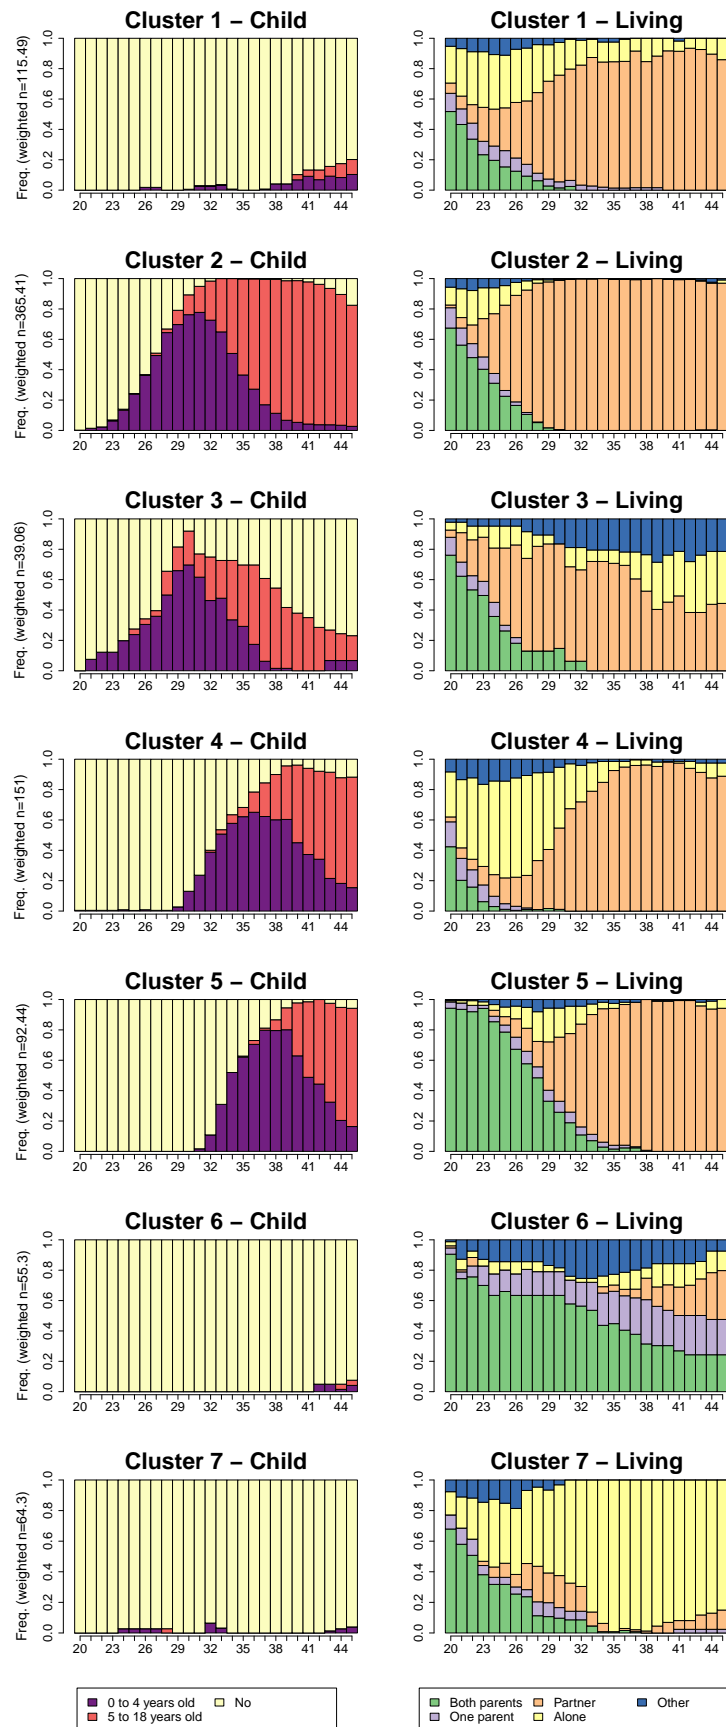 Cluster 1 – Child
Freq. (weighted n=115.49)
0.0 0.2 0.4 0.6 0.8 1.0
20 23 26 29 32 35 38 41 44
Cluster 1 – Living
0.0 0.2 0.4 0.6 0.8 1.0
20 23 26 29 32 35 38 41 44
Cluster 2 – Child
Freq. (weighted n=365.41)
0.0 0.2 0.4 0.6 0.8 1.0
20 23 26 29 32 35 38 41 44
Cluster 2 – Living
0.0 0.2 0.4 0.6 0.8 1.0
20 23 26 29 32 35 38 41 44
Cluster 3 – Child
Freq. (weighted n=39.06)
0.0 0.2 0.4 0.6 0.8 1.0
20 23 26 29 32 35 38 41 44
Cluster 3 – Living
0.0 0.2 0.4 0.6 0.8 1.0
20 23 26 29 32 35 38 41 44
Cluster 4 – Child
Freq. (weighted n=151)
0.0 0.2 0.4 0.6 0.8 1.0
20 23 26 29 32 35 38 41 44
Cluster 4 – Living
0.0 0.2 0.4 0.6 0.8 1.0
20 23 26 29 32 35 38 41 44
Cluster 5 – Child
Freq. (weighted n=92.44)
0.0 0.2 0.4 0.6 0.8 1.0
20 23 26 29 32 35 38 41 44
Cluster 5 – Living
0.0 0.2 0.4 0.6 0.8 1.0
20 23 26 29 32 35 38 41 44
Cluster 6 – Child
Freq. (weighted n=55.3)
0.0 0.2 0.4 0.6 0.8 1.0
20 23 26 29 32 35 38 41 44
Cluster 6 – Living
0.0 0.2 0.4 0.6 0.8 1.0
20 23 26 29 32 35 38 41 44
Cluster 7 – Child
Freq. (weighted n=64.3)
0.0 0.2 0.4 0.6 0.8 1.0
20 23 26 29 32 35 38 41 44
Cluster 7 – Living
0.0 0.2 0.4 0.6 0.8 1.0
20 23 26 29 32 35 38 41 44
0 to 4 years old No
5 to 18 years old
Both parents Partner Other
One parent Alone